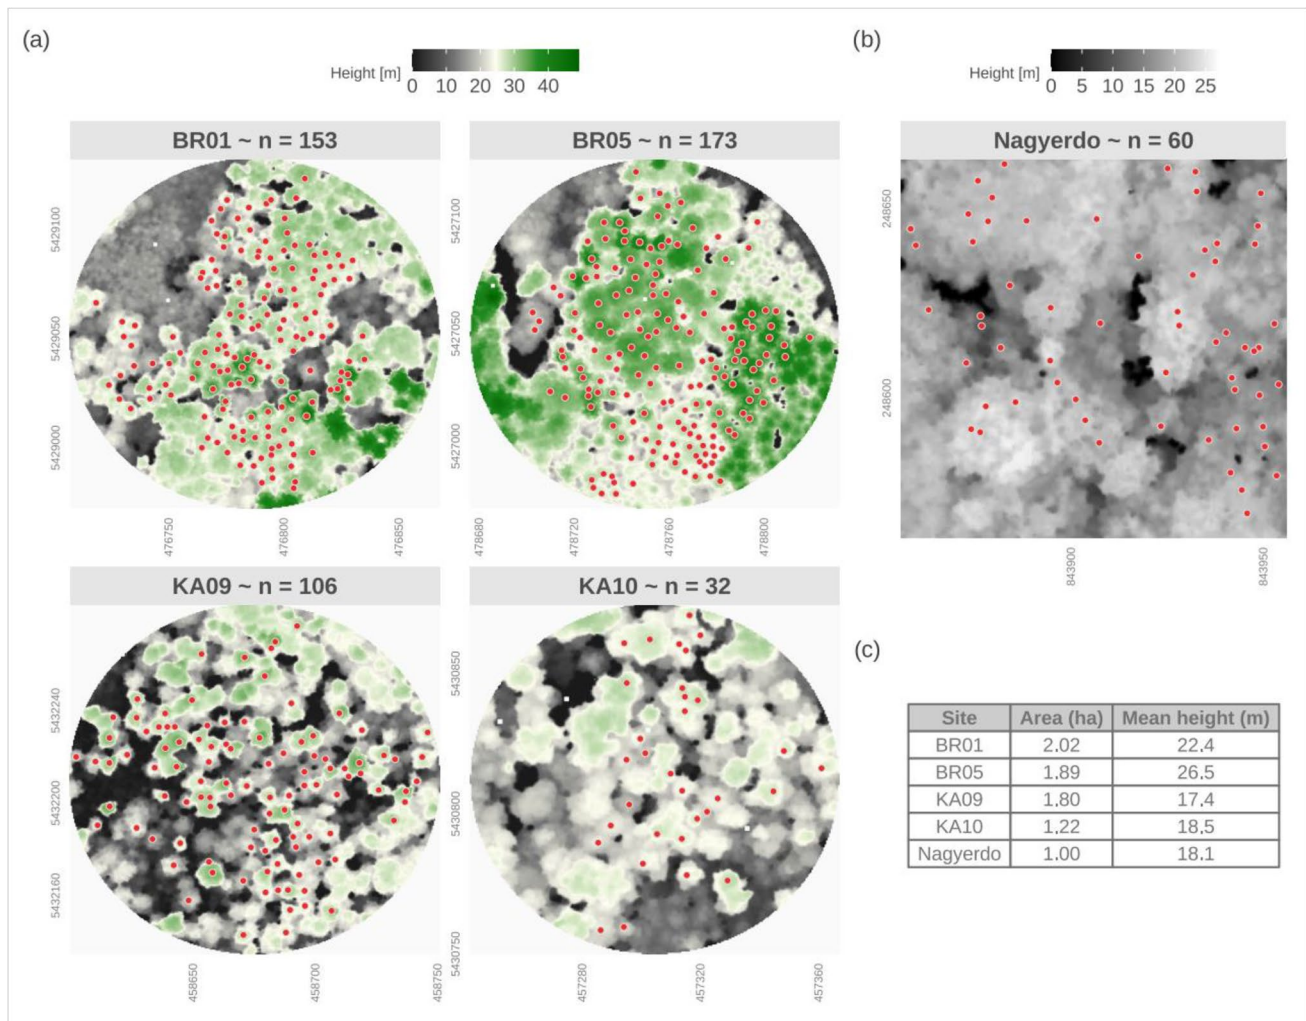 (a)
Height [m]
0 10 20 30 40
(b)
Height [m]
0 5 10 15 20 25
BR01 ~ n = 153
5429100
5429050
5429000
476750
476800
476850
BR05 ~ n = 173
5427100
5427050
5427000
478680
478720
478760
478800
Nagyerdo ~ n = 60
248650
248600
843900
843950
KA09 ~ n = 106
5432240
5432200
5432160
458650
458700
458750
KA10 ~ n = 32
5430850
5430800
5430750
457280
457320
457360
(c)
Site Area (ha) Mean height (m)
BR01 2.02 22.4
BR05 1.89 26.5
KA09 1.80 17.4
KA10 1.22 18.5
Nagyerdo 1.00 18.1